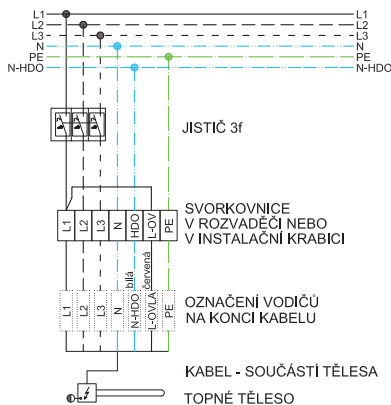 L1 L1
L2 L2
L3 L3
N N
PE PE
N-HDO N-HDO
JISTIČ 3f
SVORKOVNICE
V ROZVADĚČI NEBO
V INSTALAČNÍ KRABICI
L1 L2 L3 N HDO L-OV PE
bílá červená
OZNAČENÍ VODIČŮ
NA KONCI KABELU
L1 L2 L3 N N-HDO L-OVLA PE
KABEL - SOUČÁSTÍ TĚLESA
TOPNÉ TĚLESO